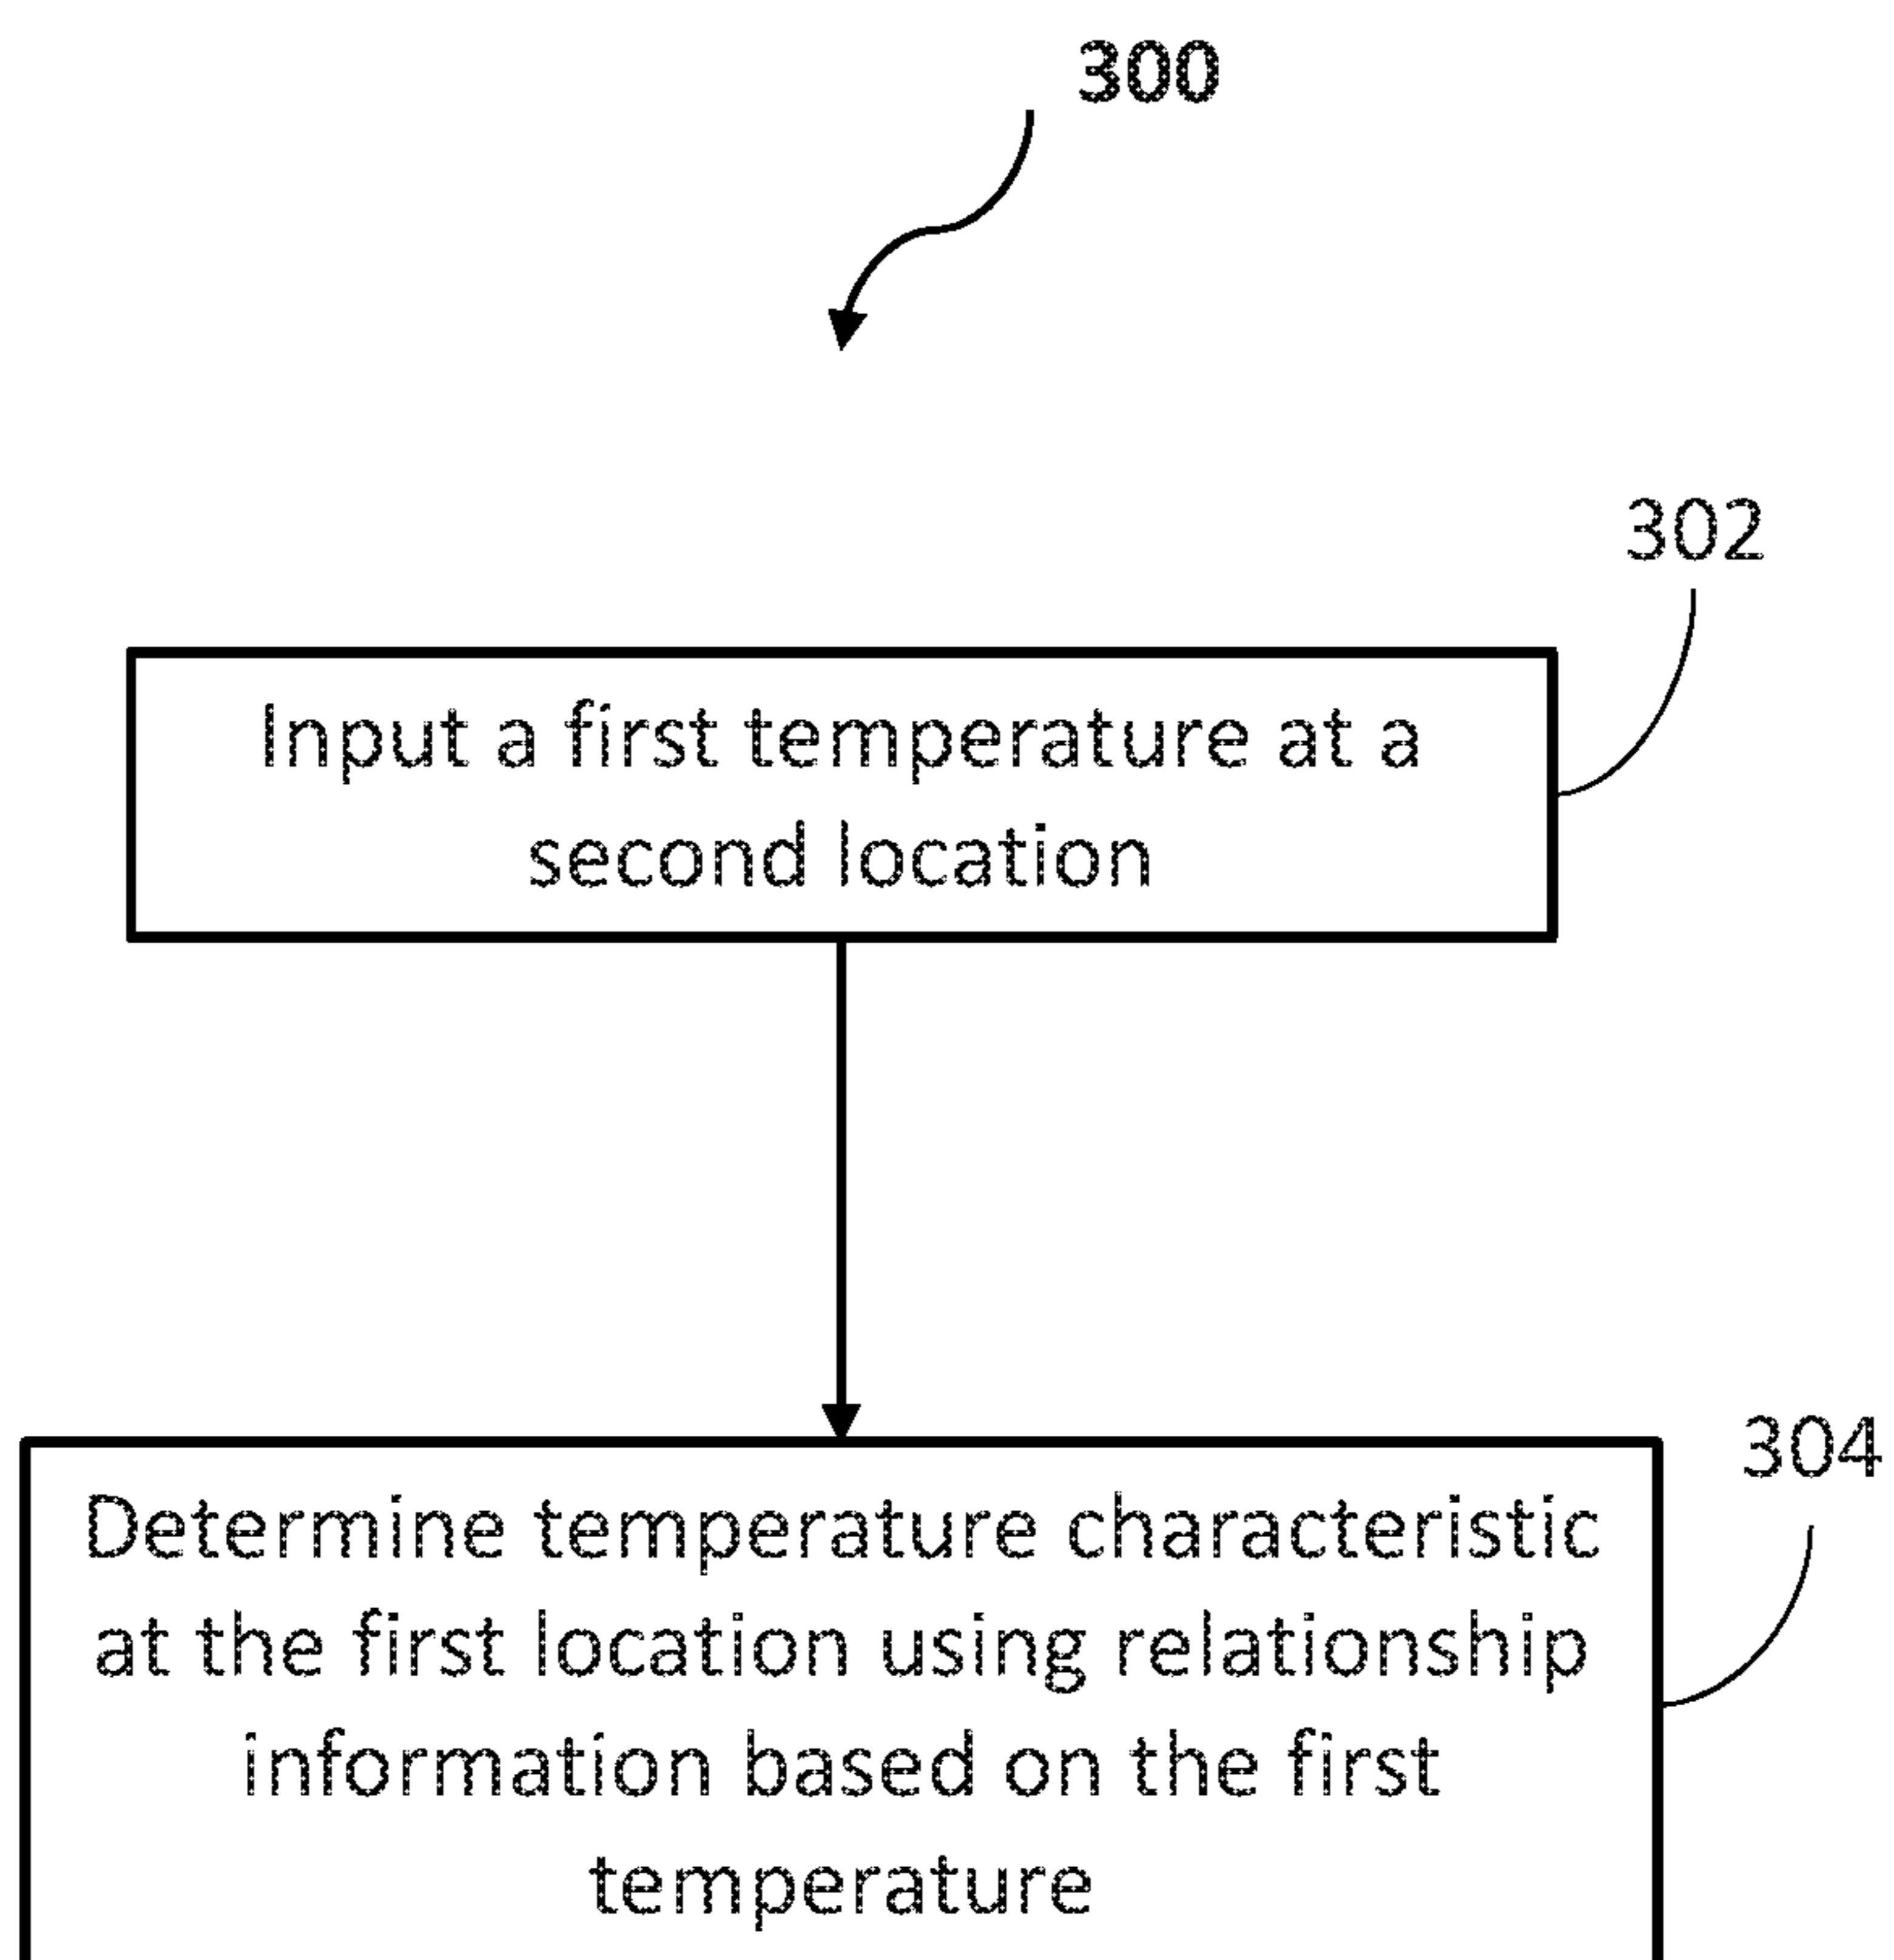 300
302
Input a first temperature at a
second location
304
Determine temperature characteristic
at the first location using relationship
information based on the first
temperature